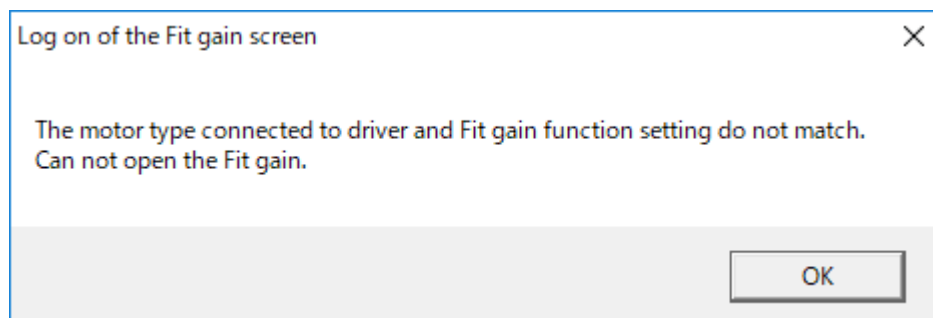 Log on of the Fit gain screen
The motor type connected to driver and Fit gain function setting do not match.
Can not open the Fit gain.
OK